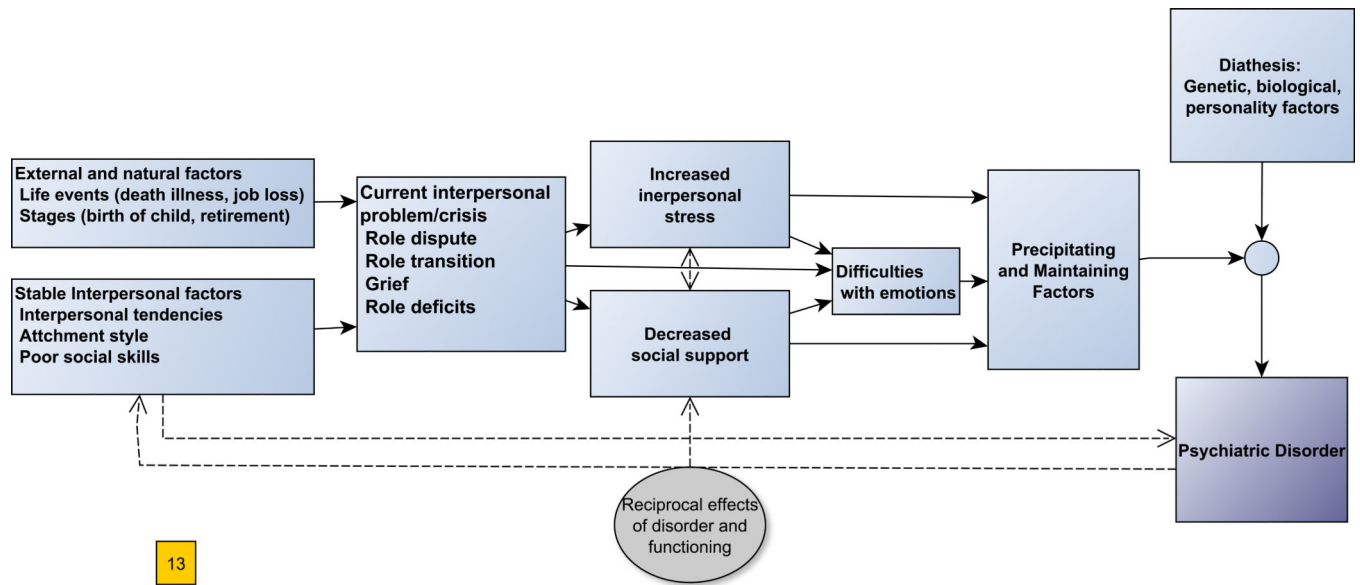 Diathesis:
Genetic, biological,
personality factors
External and natural factors
Life events (death illness, job loss)
Stages (birth of child, retirement)
Stable Interpersonal factors
Interpersonal tendencies
Attchment style
Poor social skills
Current interpersonal
problem/crisis
Role dispute
Role transition
Grief
Role deficits
Increased
inerpersonal
stress
Decreased
social support
Difficulties
with emotions
Precipitating
and Maintaining
Factors
Psychiatric Disorder
Reciprocal effects
of disorder and
functioning
13